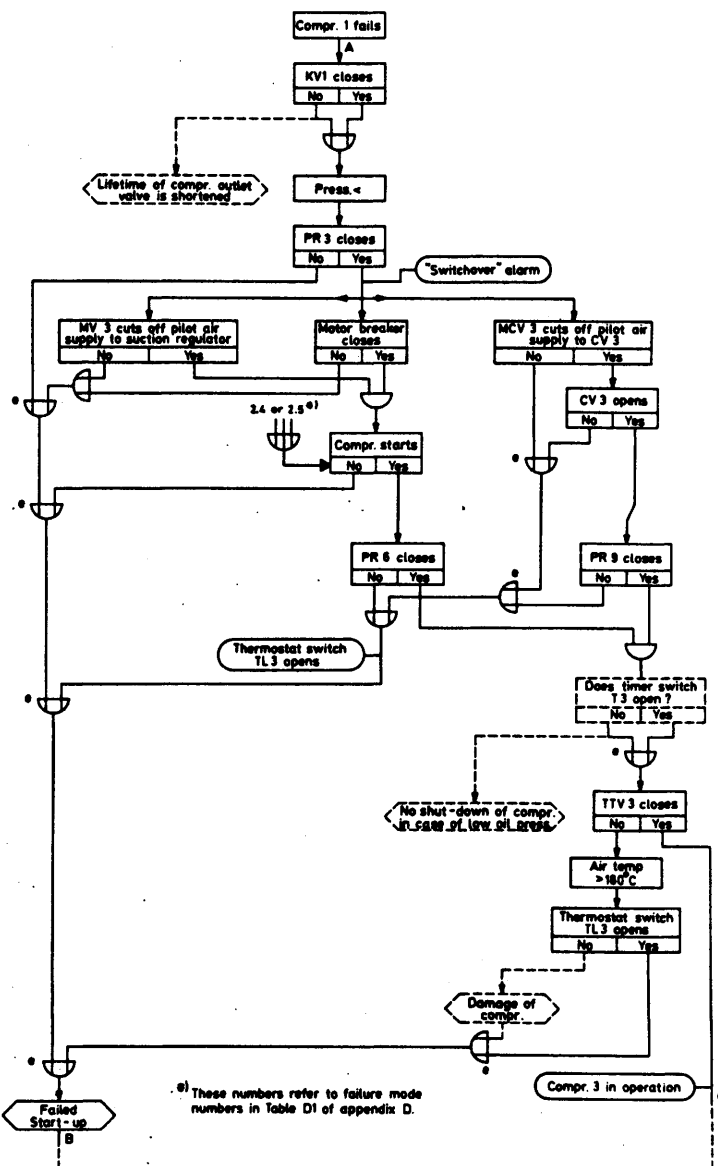 Compr. 1 fails
A
KV1 closes
No Yes
Lifetime of compr. outlet
valve is shortened
Press.<
PR 3 closes
No Yes
"Switchover" alarm
MV 3 cuts off pilot air
supply to suction regulator
No Yes
Motor breaker
closes
No Yes
MCV 3 cuts off pilot air
supply to CV 3
No Yes
CV 3 opens
No Yes
2.4 or 2.5 e)
Compr. starts
No Yes
PR 6 closes
No Yes
PR 9 closes
No Yes
Thermostat switch
TL 3 opens
Does timer switch
T 3 open ?
No Yes
No shut-down of compr.
in case of low oil press.
TTV 3 closes
No Yes
Air temp
>180°C
Thermostat switch
TL 3 opens
No Yes
Damage of
compr.
Compr. 3 in operation
e) These numbers refer to failure mode
numbers in Table D1 of appendix D.
Failed
Start-up
B